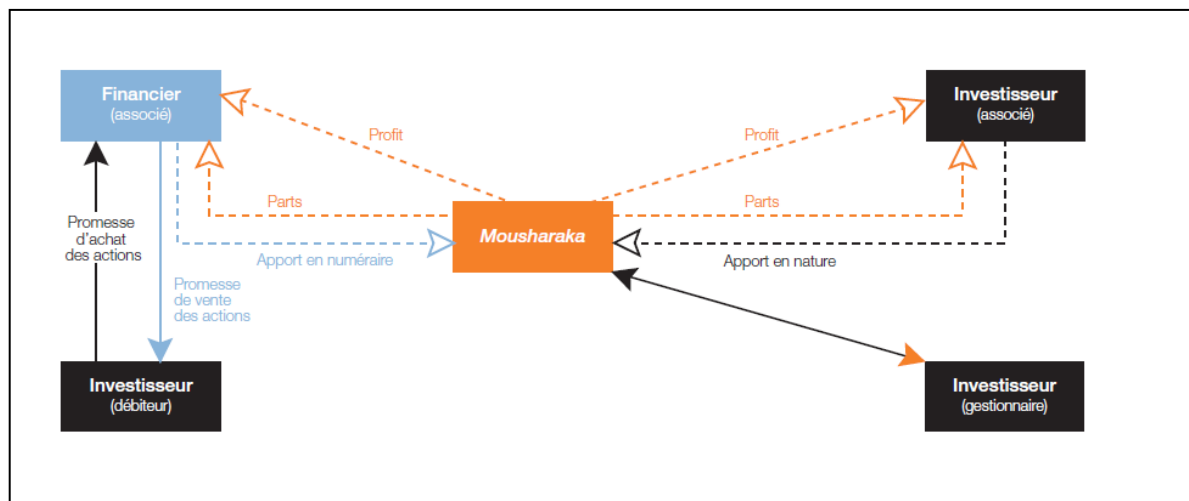 Financier
(associé)
Investisseur
(associé)
Profit
Profit
Parts
Parts
Mousharaka
Promesse
d'achat
des actions
Apport en numéraire
Apport en nature
Promesse
de vente
des actions
Investisseur
(débiteur)
Investisseur
(gestionnaire)